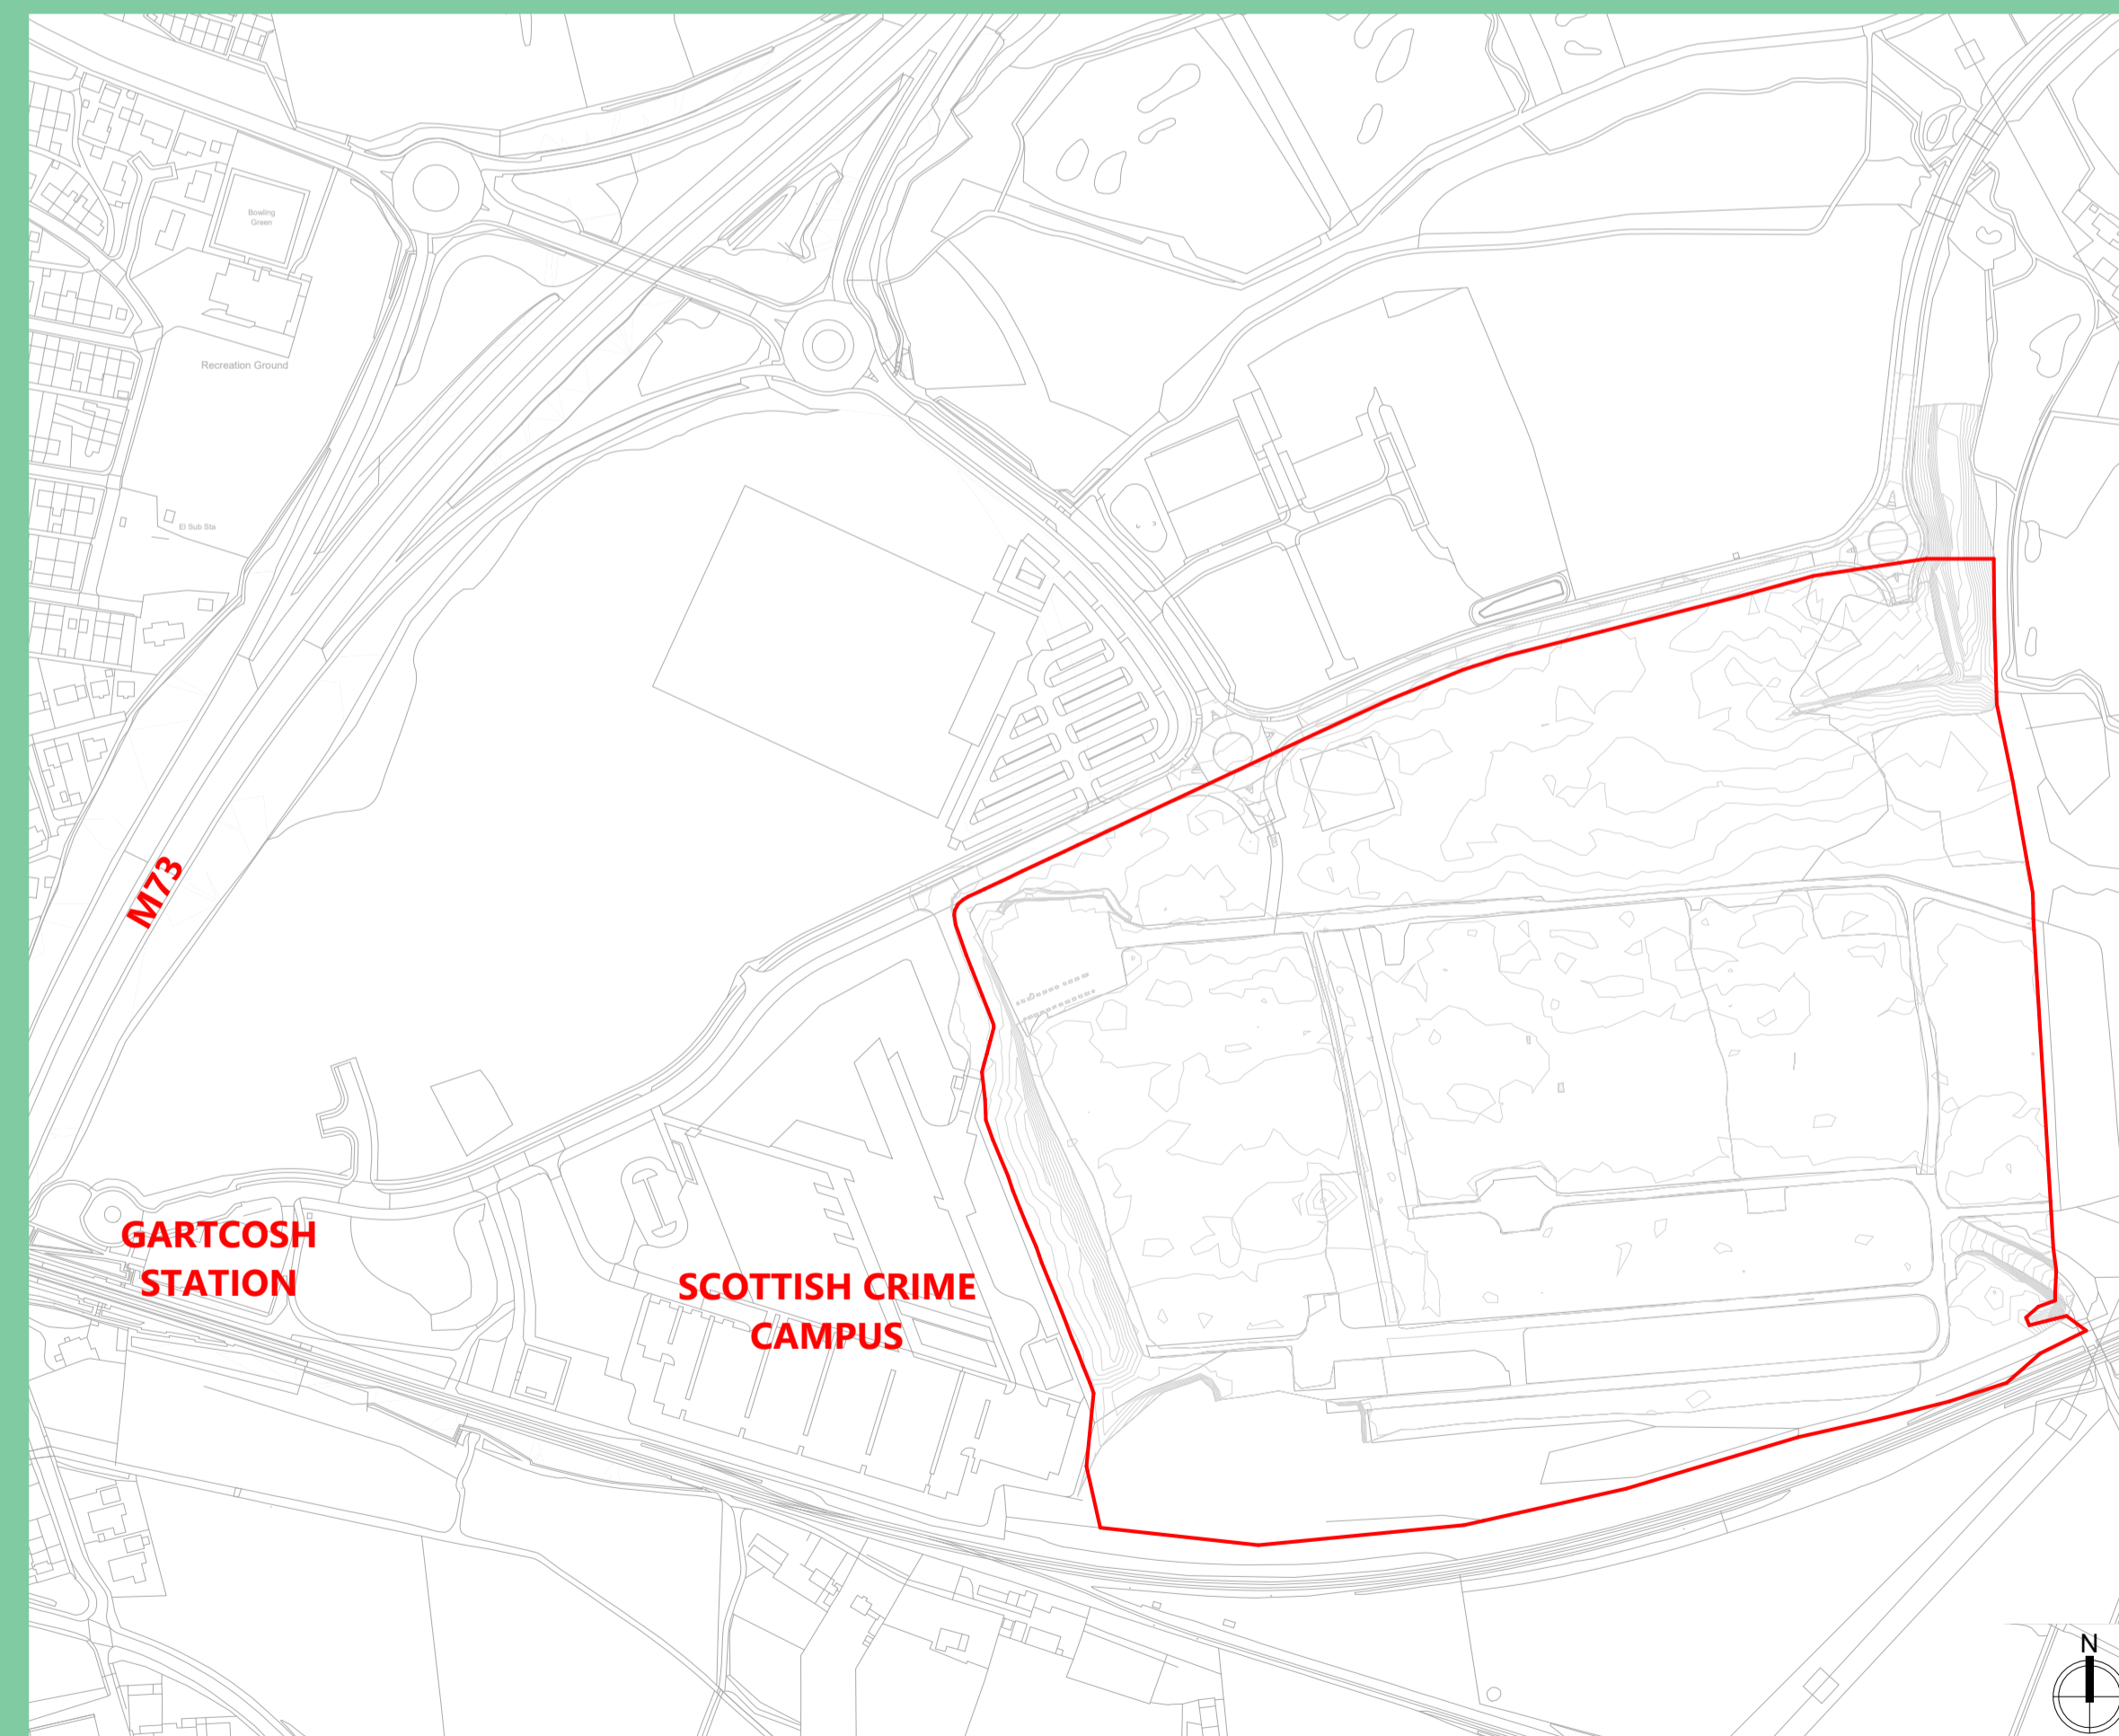 Bowling
Green
Recreation Ground
El Sub Sta
M73
GARTCOSH
STATION
SCOTTISH CRIME
CAMPUS
N